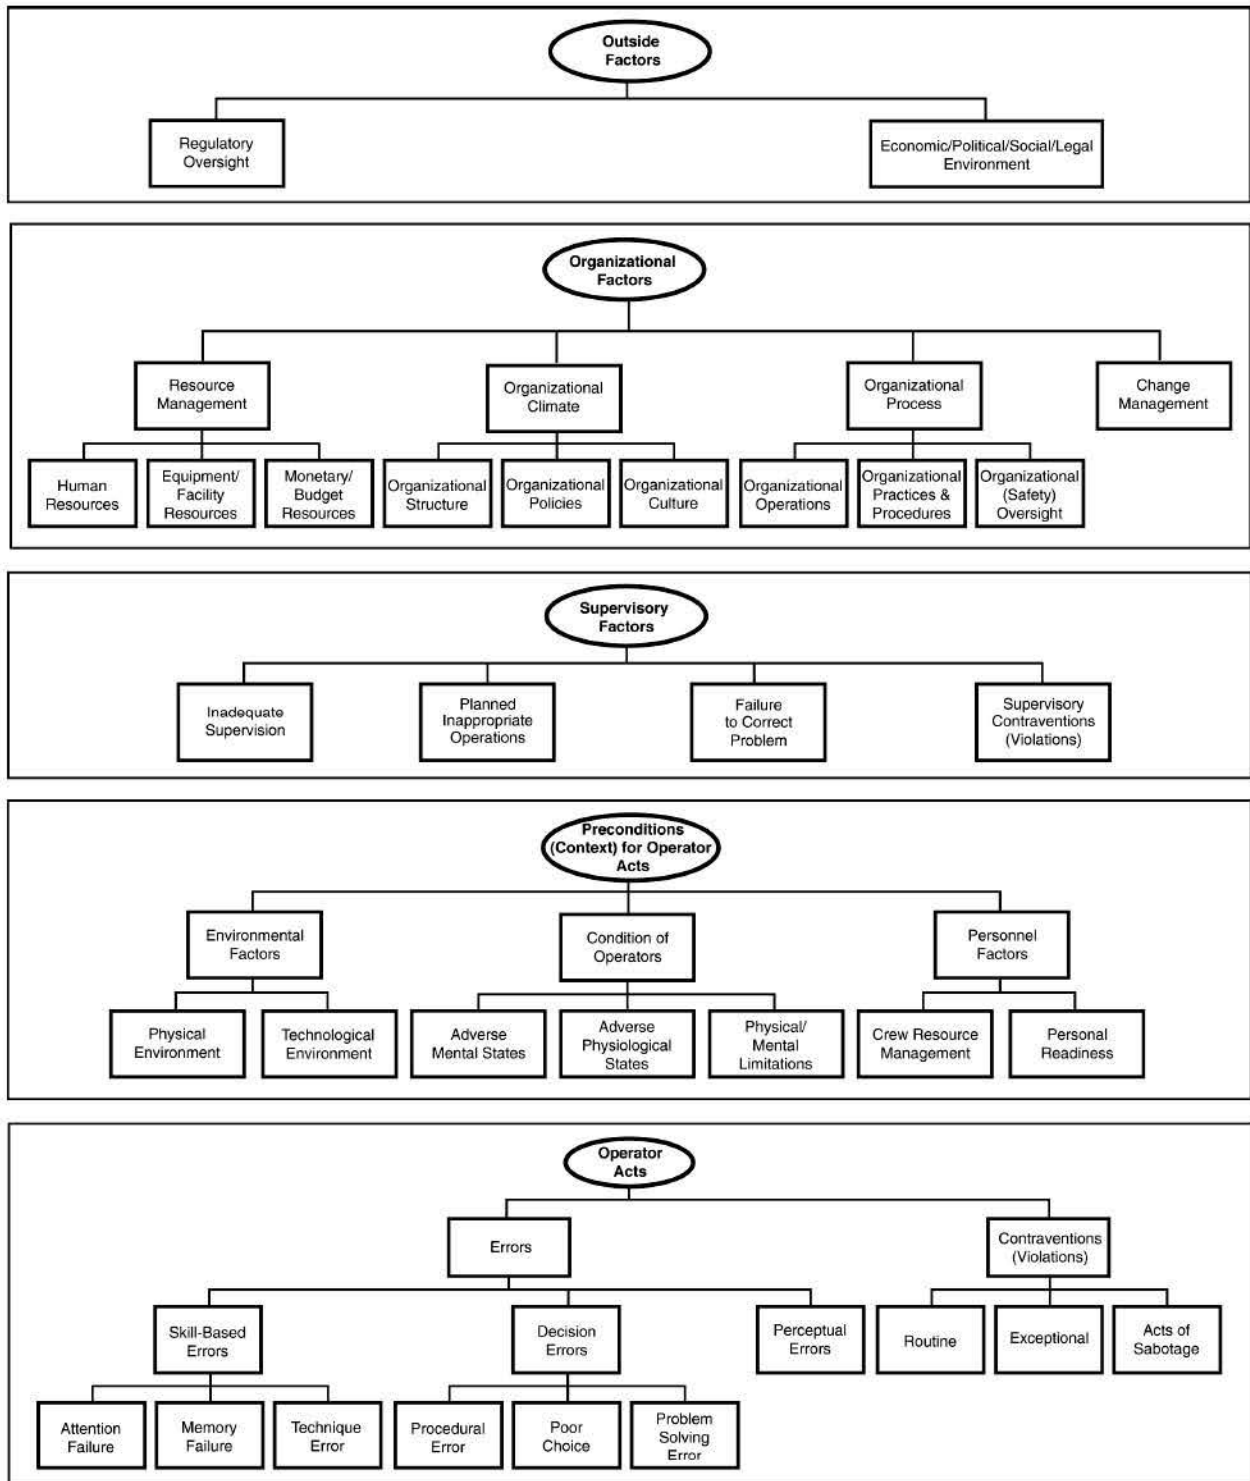 Outside
Factors
Regulatory
Oversight
Economic/Political/Social/Legal
Environment
Organizational
Factors
Resource
Management
Organizational
Climate
Organizational
Process
Change
Management
Human
Resources
Equipment/
Facility
Resources
Monetary/
Budget
Resources
Organizational
Structure
Organizational
Policies
Organizational
Culture
Organizational
Operations
Organizational
Practices &
Procedures
Organizational
(Safety)
Oversight
Supervisory
Factors
Inadequate
Supervision
Planned
Inappropriate
Operations
Failure
to Correct
Problem
Supervisory
Contraventions
(Violations)
Preconditions
(Context) for Operator
Acts
Environmental
Factors
Condition of
Operators
Personnel
Factors
Physical
Environment
Technological
Environment
Adverse
Mental States
Adverse
Physiological
States
Physical/
Mental
Limitations
Crew Resource
Management
Personal
Readiness
Operator
Acts
Errors
Contraventions
(Violations)
Skill-Based
Errors
Decision
Errors
Perceptual
Errors
Routine
Exceptional
Acts of
Sabotage
Attention
Failure
Memory
Failure
Technique
Error
Procedural
Error
Poor
Choice
Problem
Solving
Error